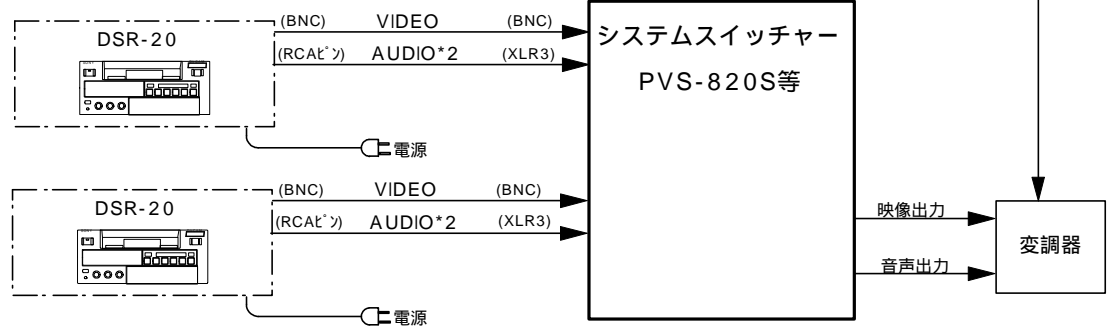 (BNC) VIDEO (BNC)
DSR-20
(RCAピン) AUDIO*2 (XLR3)
システムスイッチャー
PVS-820S等
電源
(BNC) VIDEO (BNC)
DSR-20
(RCAピン) AUDIO*2 (XLR3)
映像出力
変調器
音声出力
電源